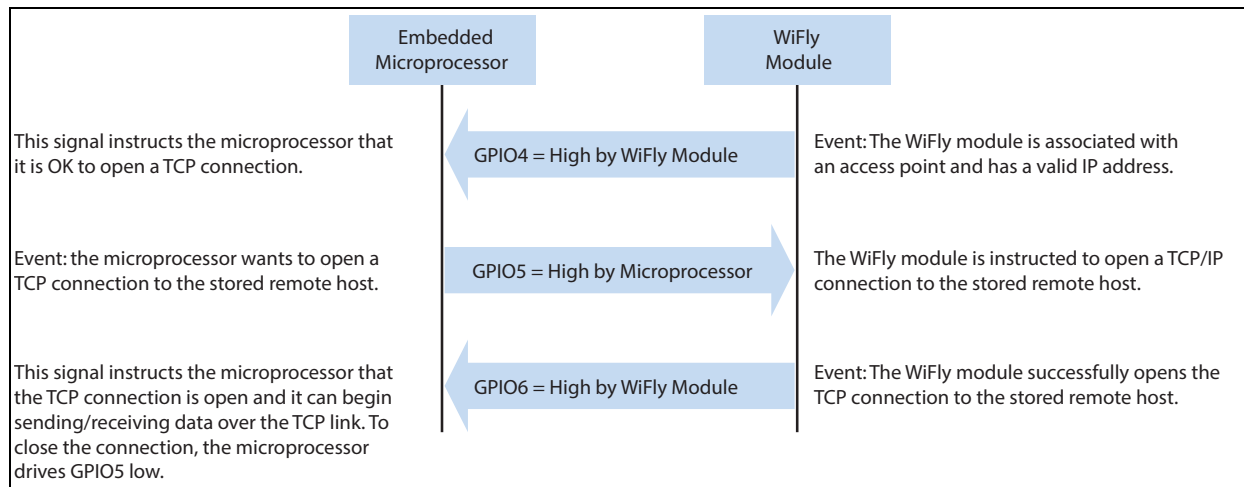 Embedded
Microprocessor
WiFly
Module
This signal instructs the microprocessor that
it is OK to open a TCP connection.
GPIO4 = High by WiFly Module
Event: The WiFly module is associated with
an access point and has a valid IP address.
Event: the microprocessor wants to open a
TCP connection to the stored remote host.
GPIO5 = High by Microprocessor
The WiFly module is instructed to open a TCP/IP
connection to the stored remote host.
This signal instructs the microprocessor that
the TCP connection is open and it can begin
sending/receiving data over the TCP link. To
close the connection, the microprocessor
drives GPIO5 low.
GPIO6 = High by WiFly Module
Event: The WiFly module successfully opens the
TCP connection to the stored remote host.